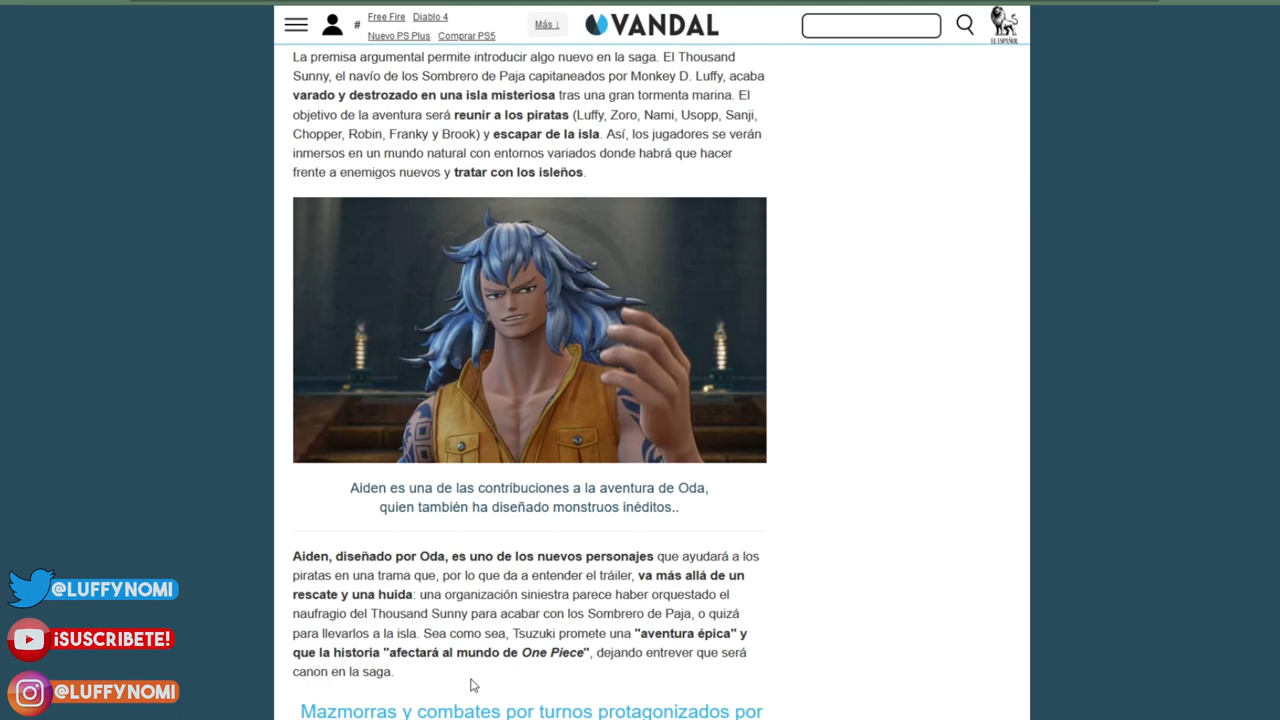 Free Fire Diablo 4
#
Nuevo PS Plus Comprar PS5
Más ↓
VANDAL
EL ESPAÑOL
La premisa argumental permite introducir algo nuevo en la saga. El Thousand
Sunny, el navío de los Sombrero de Paja capitaneados por Monkey D. Luffy, acaba
varado y destrozado en una isla misteriosa tras una gran tormenta marina. El
objetivo de la aventura será reunir a los piratas (Luffy, Zoro, Nami, Usopp, Sanji,
Chopper, Robin, Franky y Brook) y escapar de la isla. Así, los jugadores se verán
inmersos en un mundo natural con entornos variados donde habrá que hacer
frente a enemigos nuevos y tratar con los isleños.
Aiden es una de las contribuciones a la aventura de Oda,
quien también ha diseñado monstruos inéditos..
Aiden, diseñado por Oda, es uno de los nuevos personajes que ayudará a los
piratas en una trama que, por lo que da a entender el tráiler, va más allá de un
rescate y una huida: una organización siniestra parece haber orquestado el
naufragio del Thousand Sunny para acabar con los Sombrero de Paja, o quizá
para llevarlos a la isla. Sea como sea, Tsuzuki promete una "aventura épica" y
que la historia "afectará al mundo de One Piece", dejando entrever que será
canon en la saga.
Mazmorras y combates por turnos protagonizados por
@LUFFYNOMI
¡SUSCRIBETE!
@LUFFYNOMI